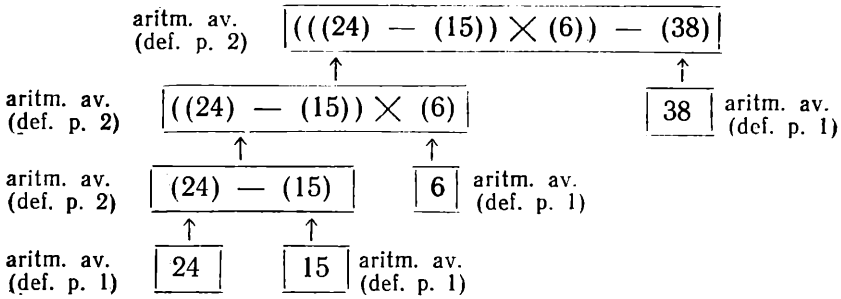 aritm. av.
(def. p. 2)
(((24) — (15)) × (6)) — (38)
↑ ↑
aritm. av.
(def. p. 2)
((24) — (15)) × (6)
38
aritm. av.
(def. p. 1)
↑ ↑
aritm. av.
(def. p. 2)
(24) — (15)
6
aritm. av.
(def. p. 1)
↑ ↑
aritm. av.
(def. p. 1)
24
15
aritm. av.
(def. p. 1)